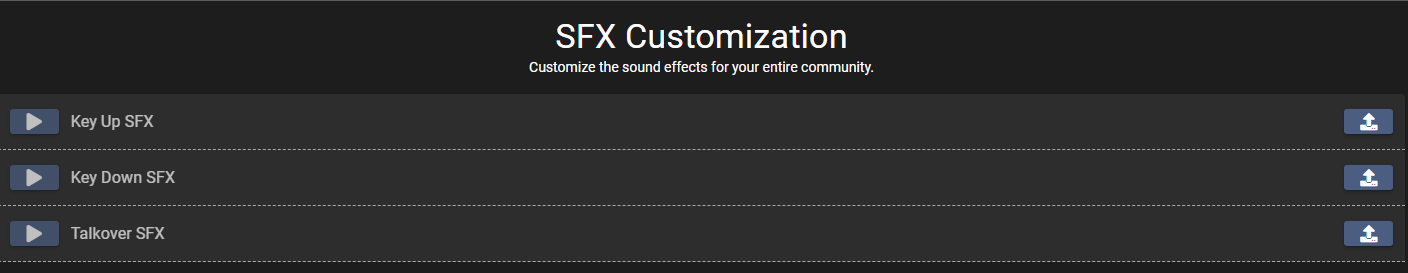 SFX Customization
Customize the sound effects for your entire community.
Key Up SFX
Key Down SFX
Talkover SFX